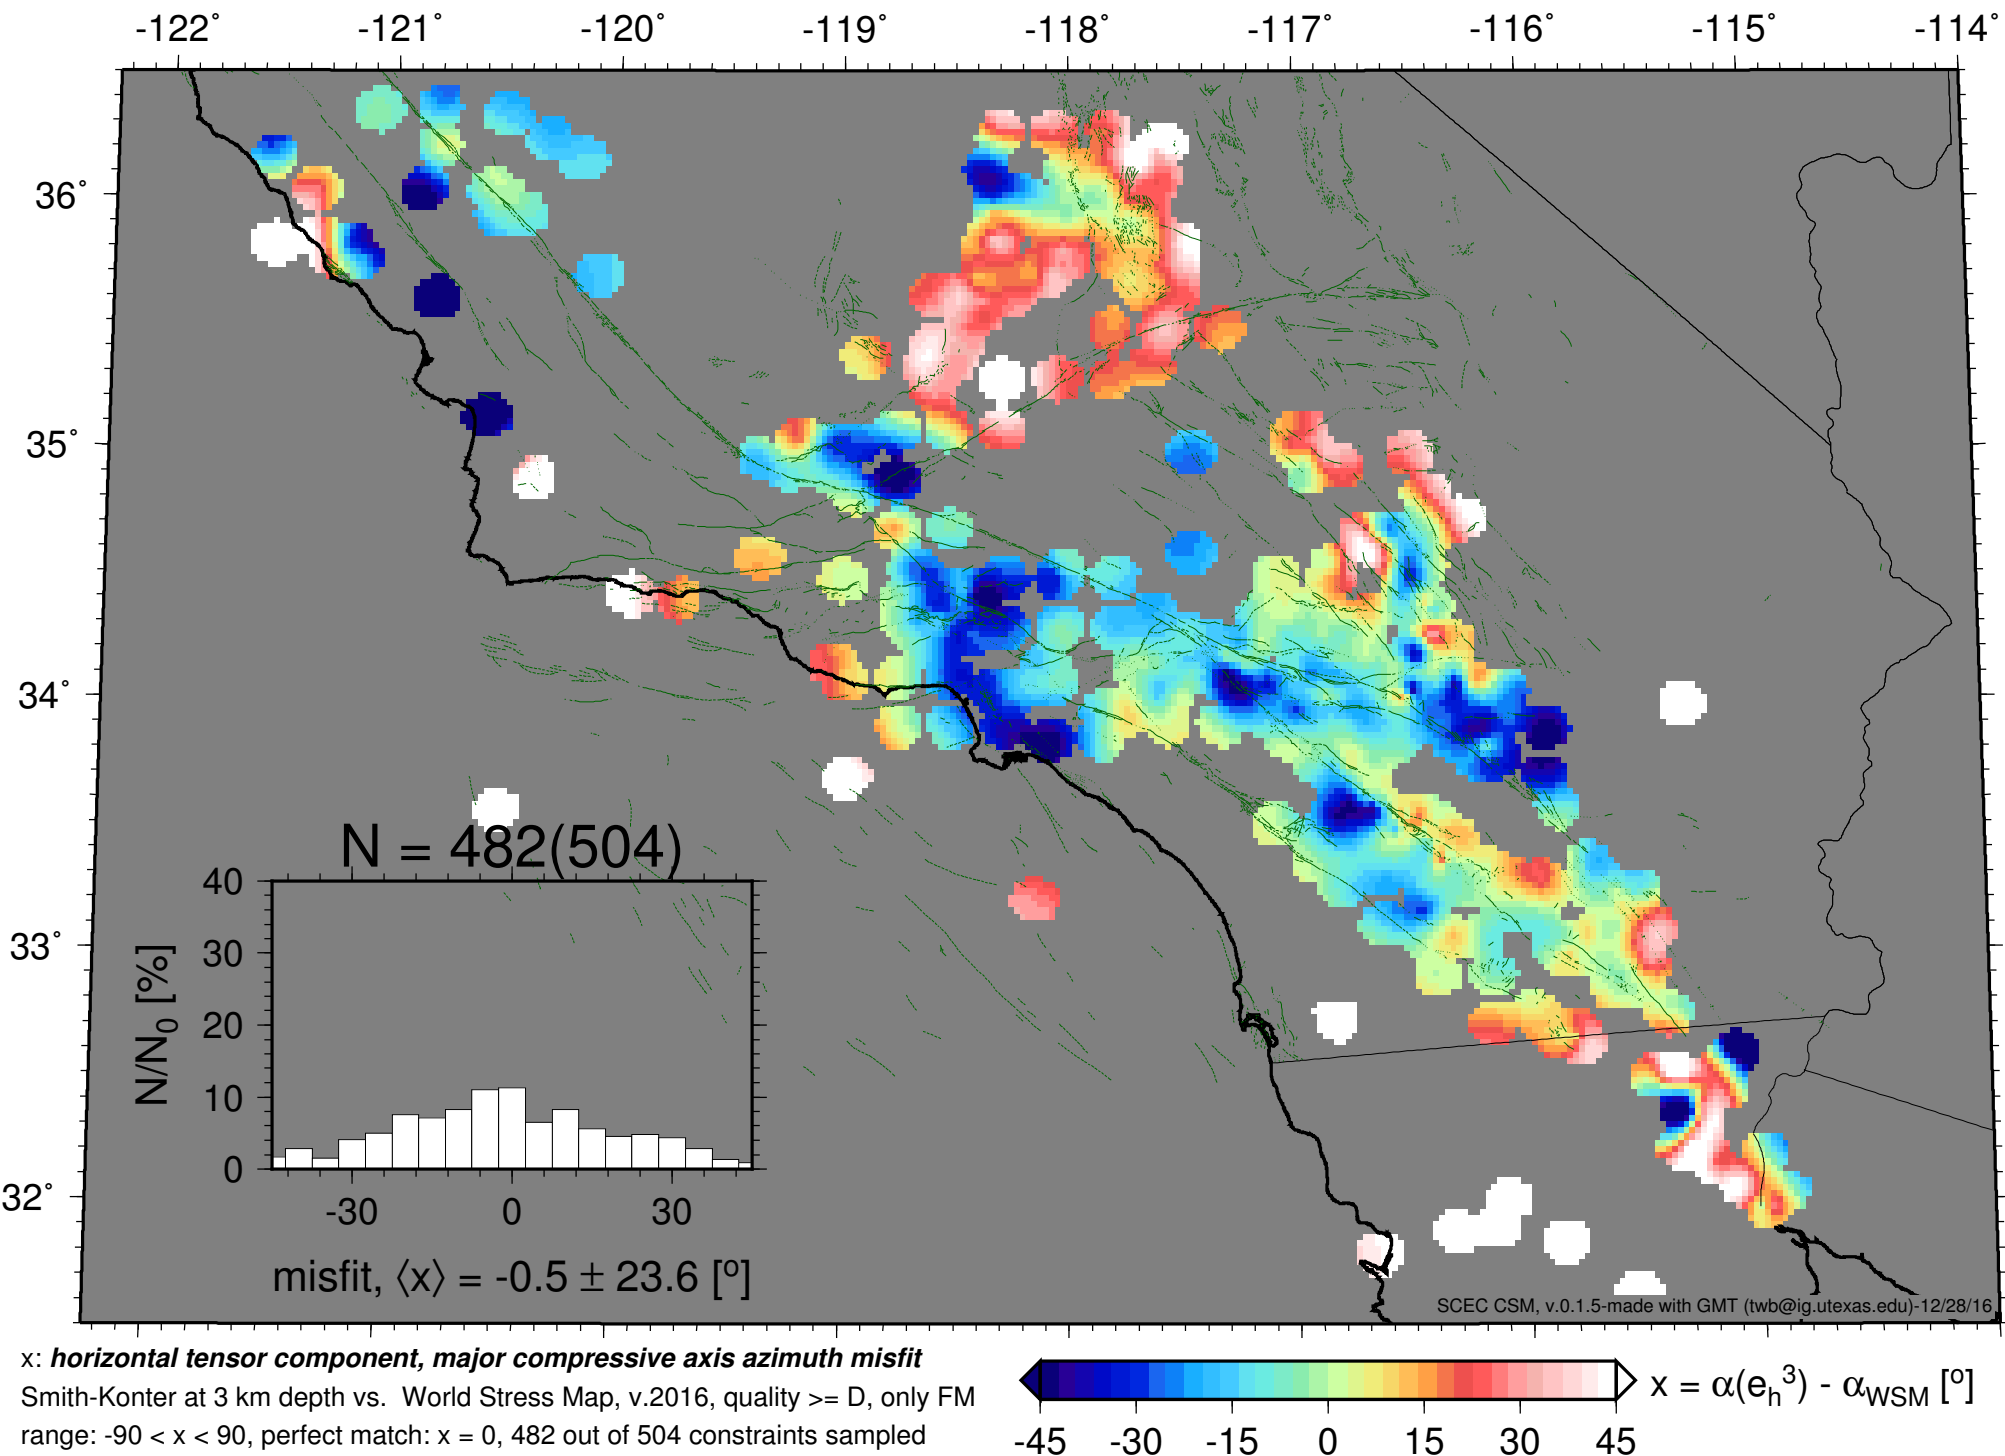 -122˚ -121˚ -120˚ -119˚ -118˚ -117˚ -116˚ -115˚ -114˚
36˚
35˚
34˚
33˚
32˚
N = 482(504)
40
30
20
10
0
N/N0 [%]
-30 0 30
misfit, ⟨x⟩ = -0.5 ± 23.6 [o]
SCEC CSM, v.0.1.5-made with GMT (twb@ig.utexas.edu)-12/28/16
x: horizontal tensor component, major compressive axis azimuth misfit
Smith-Konter at 3 km depth vs. World Stress Map, v.2016, quality >= D, only FM
range: -90 < x < 90, perfect match: x = 0, 482 out of 504 constraints sampled
x = α(eh3) - αWSM [o]
-45 -30 -15 0 15 30 45